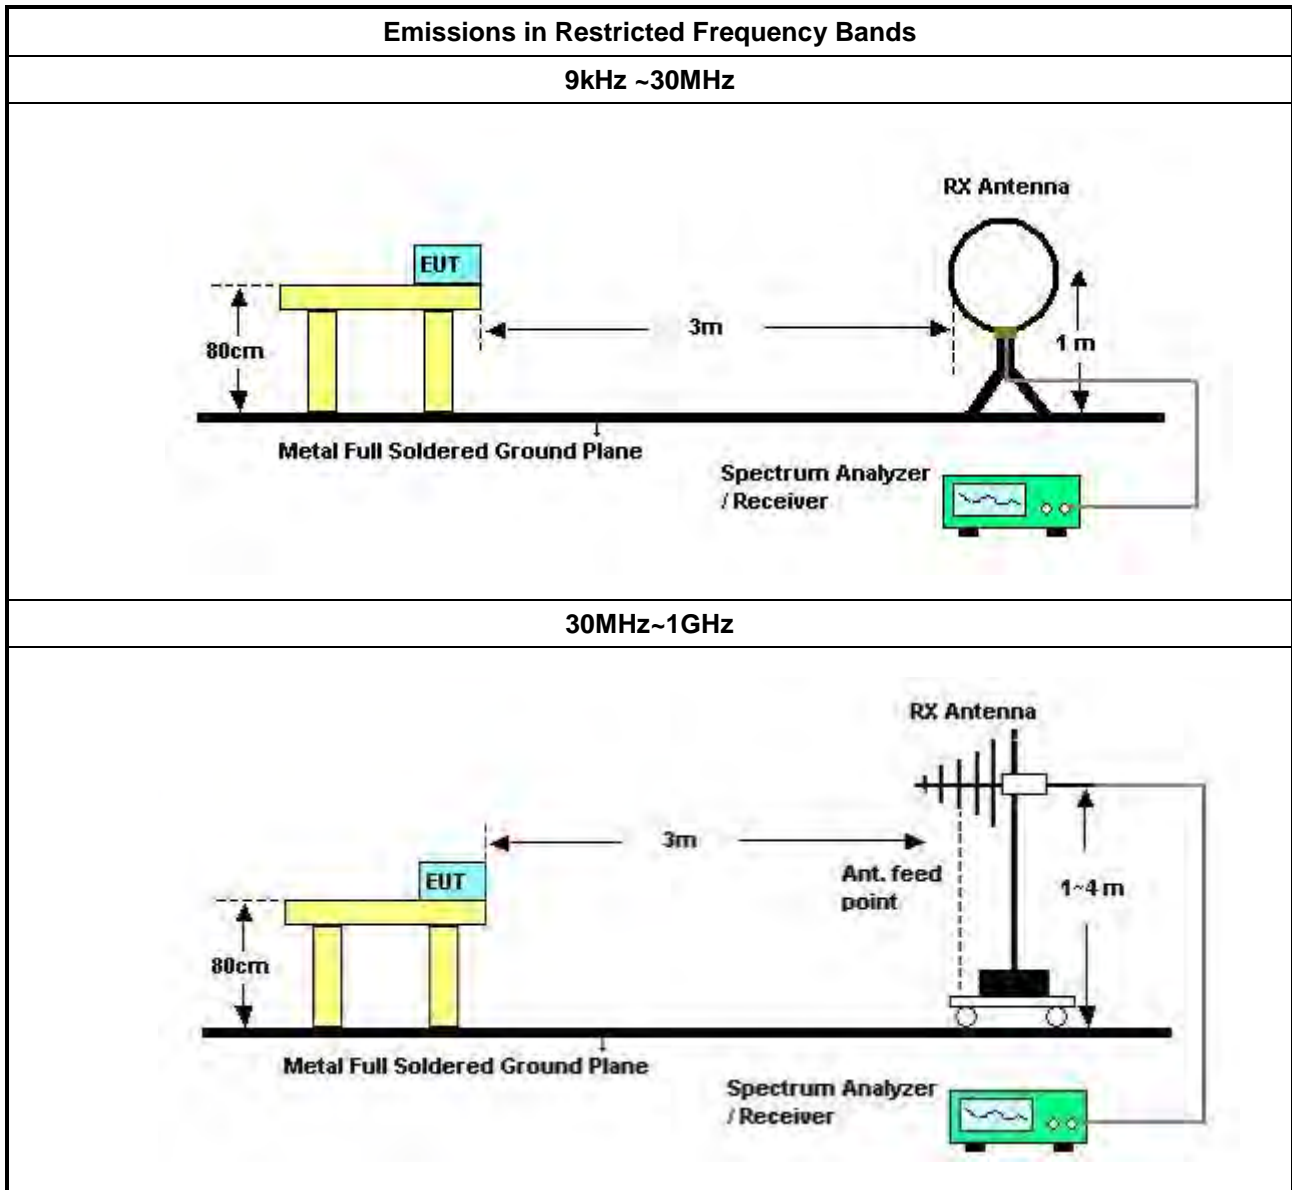 Emissions in Restricted Frequency Bands
9kHz ~30MHz
RX Antenna
EUT
3m
80cm
1 m
Metal Full Soldered Ground Plane
Spectrum Analyzer
/ Receiver
30MHz~1GHz
RX Antenna
3m
EUT
Ant. feed
point
1~4 m
80cm
Metal Full Soldered Ground Plane
Spectrum Analyzer
/ Receiver